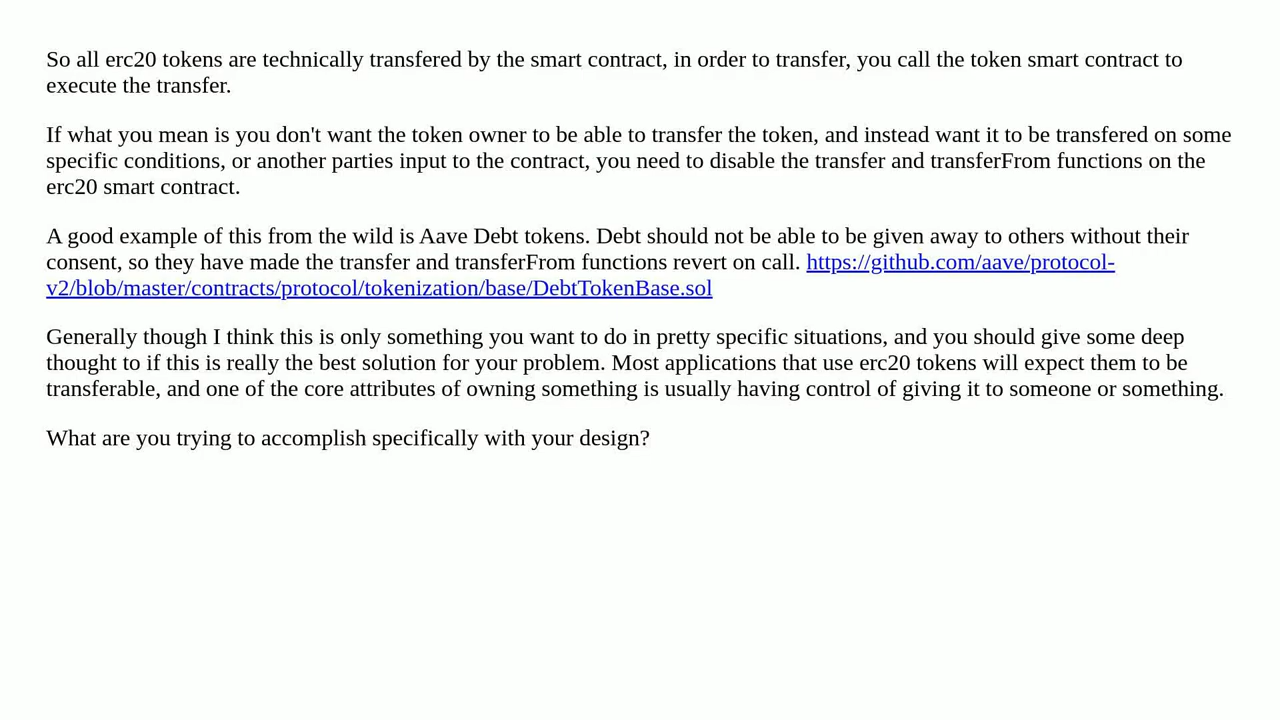 So all erc20 tokens are technically transfered by the smart contract, in order to transfer, you call the token smart contract to
execute the transfer.
If what you mean is you don't want the token owner to be able to transfer the token, and instead want it to be transfered on some
specific conditions, or another parties input to the contract, you need to disable the transfer and transferFrom functions on the
erc20 smart contract.
A good example of this from the wild is Aave Debt tokens. Debt should not be able to be given away to others without their
consent, so they have made the transfer and transferFrom functions revert on call. https://github.com/aave/protocol-
v2/blob/master/contracts/protocol/tokenization/base/DebtTokenBase.sol
Generally though I think this is only something you want to do in pretty specific situations, and you should give some deep
thought to if this is really the best solution for your problem. Most applications that use erc20 tokens will expect them to be
transferable, and one of the core attributes of owning something is usually having control of giving it to someone or something.
What are you trying to accomplish specifically with your design?